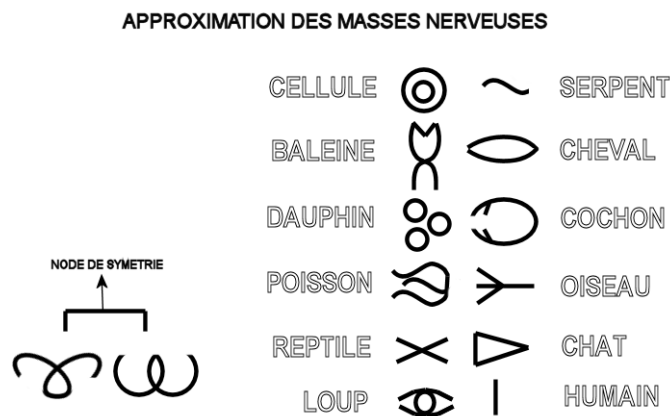 APPROXIMATION DES MASSES NERVEUSES
CELLULE SERPENT
BALEINE CHEVAL
DAUPHIN COCHON
NODE DE SYMETRIE
POISSON OISEAU
REPTILE CHAT
LOUP HUMAIN